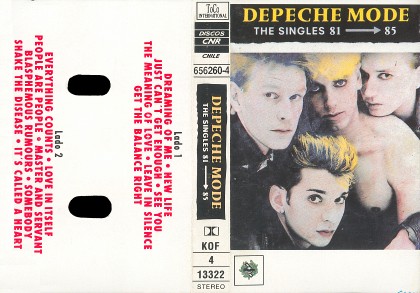 Lado 1
DREAMING OF ME • NEW LIFE
JUST CAN'T GET ENOUGH • SEE YOU
THE MEANING OF LOVE • LEAVE IN SILENCE
GET THE BALANCE RIGHT
Lado 2
EVERYTHING COUNTS • LOVE IN ITSELF
PEOPLE ARE PEOPLE • MASTER AND SERVANT
BLASPHEMOUS RUMOURS • SOMEBODY
SHAKE THE DISEASE • IT'S CALLED A HEART
ToCo
INTERNATIONAL
DISCOS
CNR
CHILE
656260-4
DEPECHE MODE
THE SINGLES 81 → 85
KOF
4
13322
STEREO
DEPECHE MODE
THE SINGLES 81 → 85